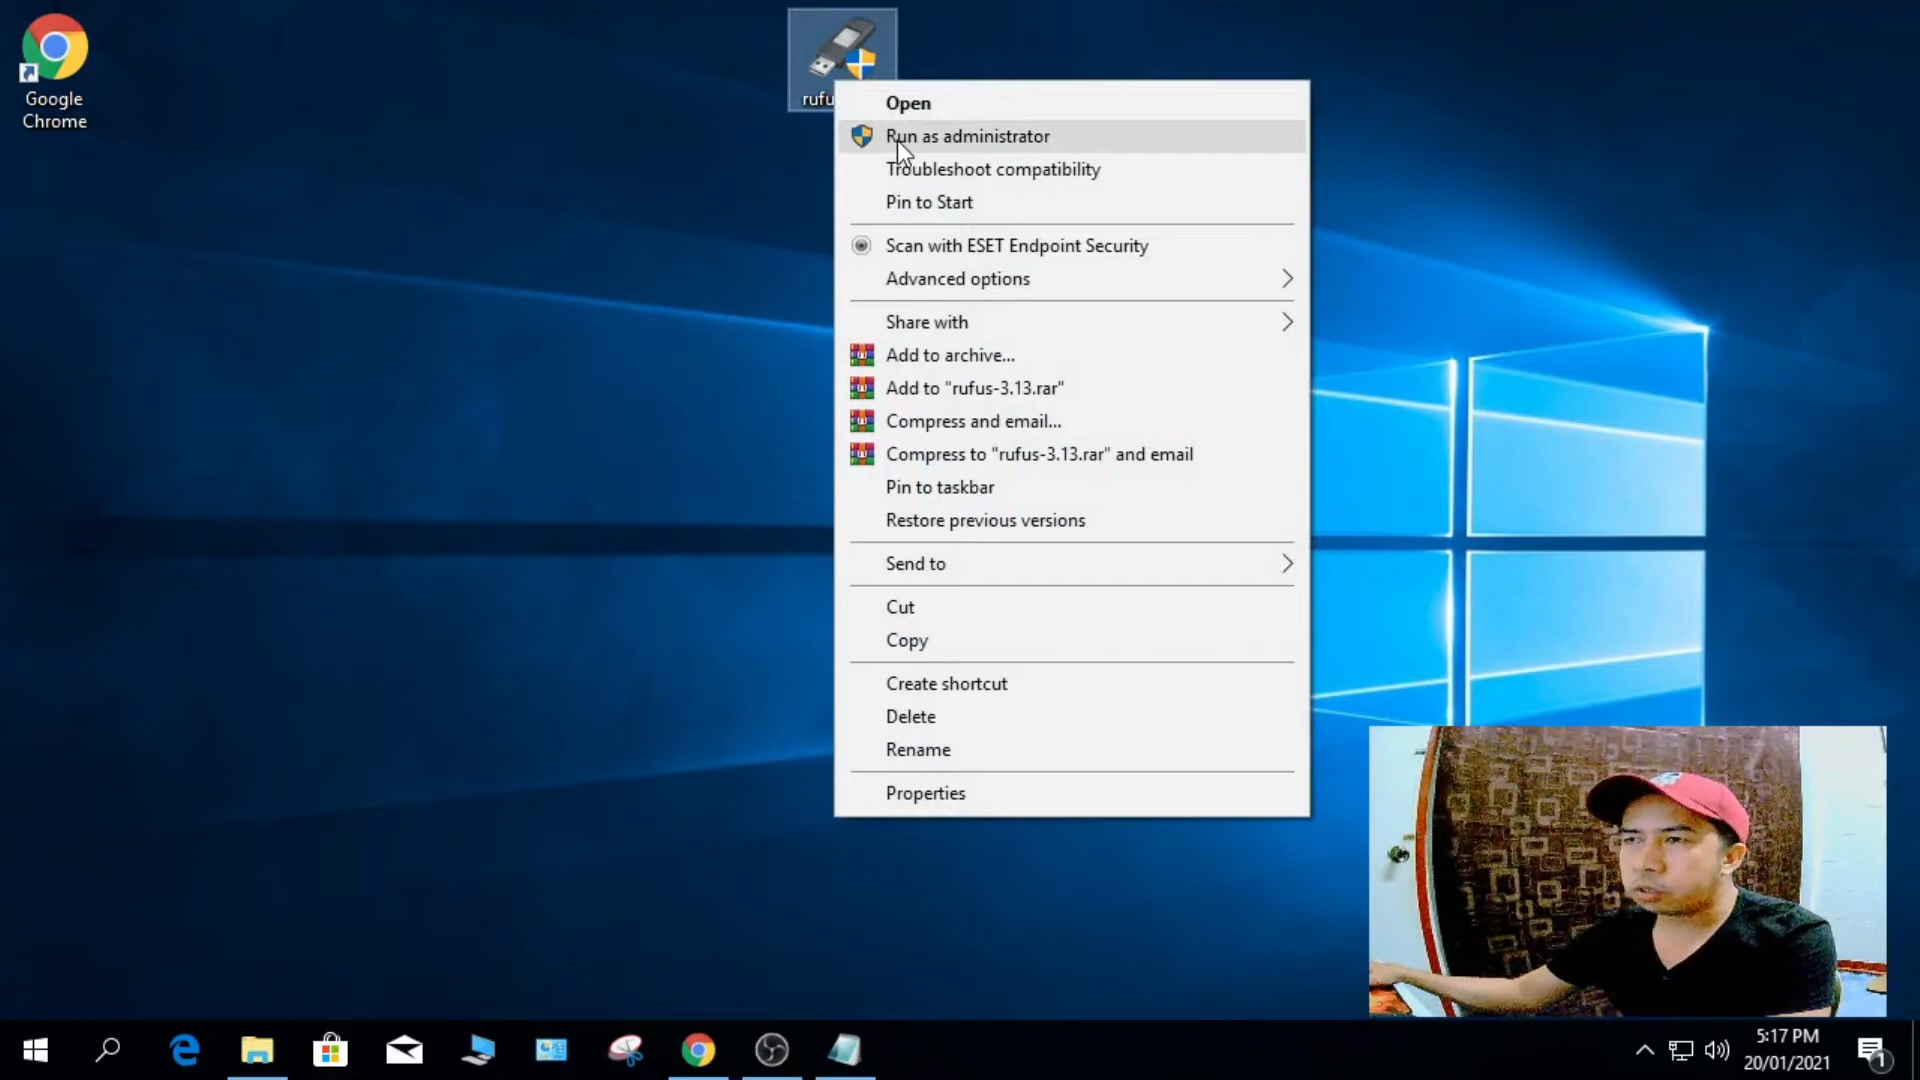 Google
Chrome
rufu
Open
Run as administrator
Troubleshoot compatibility
Pin to Start
Scan with ESET Endpoint Security
Advanced options
Share with
Add to archive...
Add to "rufus-3.13.rar"
Compress and email...
Compress to "rufus-3.13.rar" and email
Pin to taskbar
Restore previous versions
Send to
Cut
Copy
Create shortcut
Delete
Rename
Properties
5:17 PM
20/01/2021
1